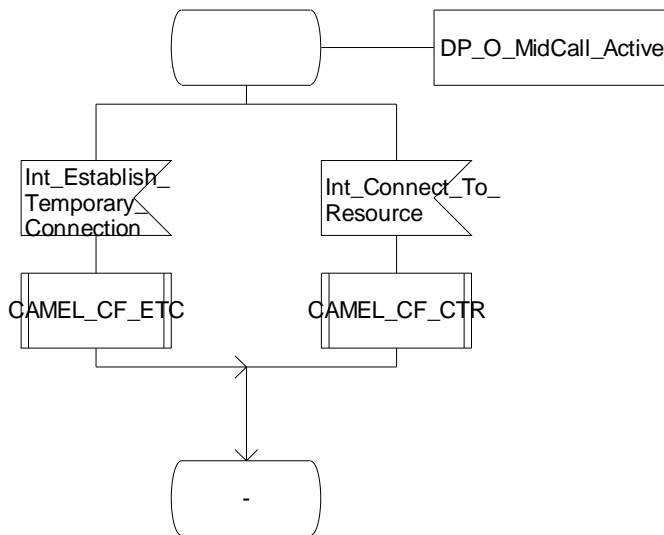 DP_O_MidCall_Active
Int_Establish_
Temporary_
Connection
Int_Connect_To_
Resource
CAMEL_CF_ETC
CAMEL_CF_CTR
-